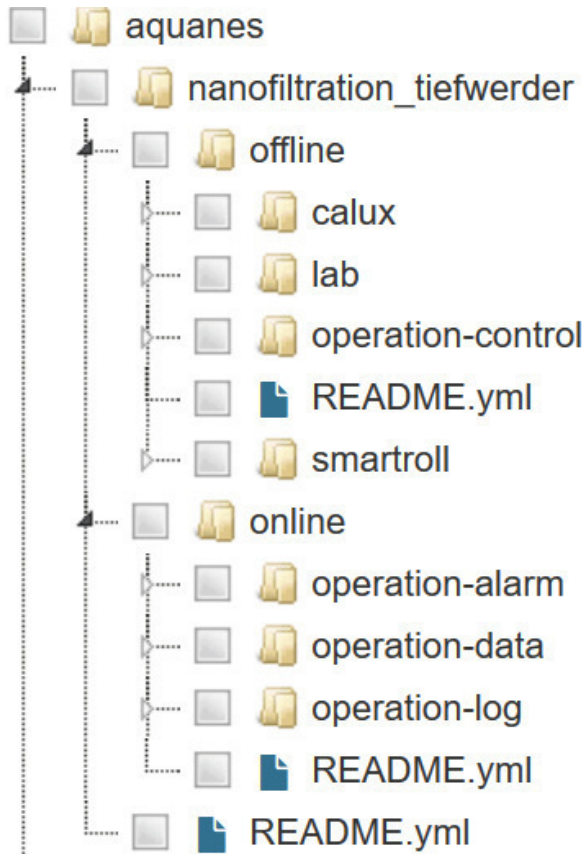 aquanes
nanofiltration_tiefwerder
offline
calux
lab
operation-control
README.yml
smartroll
online
operation-alarm
operation-data
operation-log
README.yml
README.yml